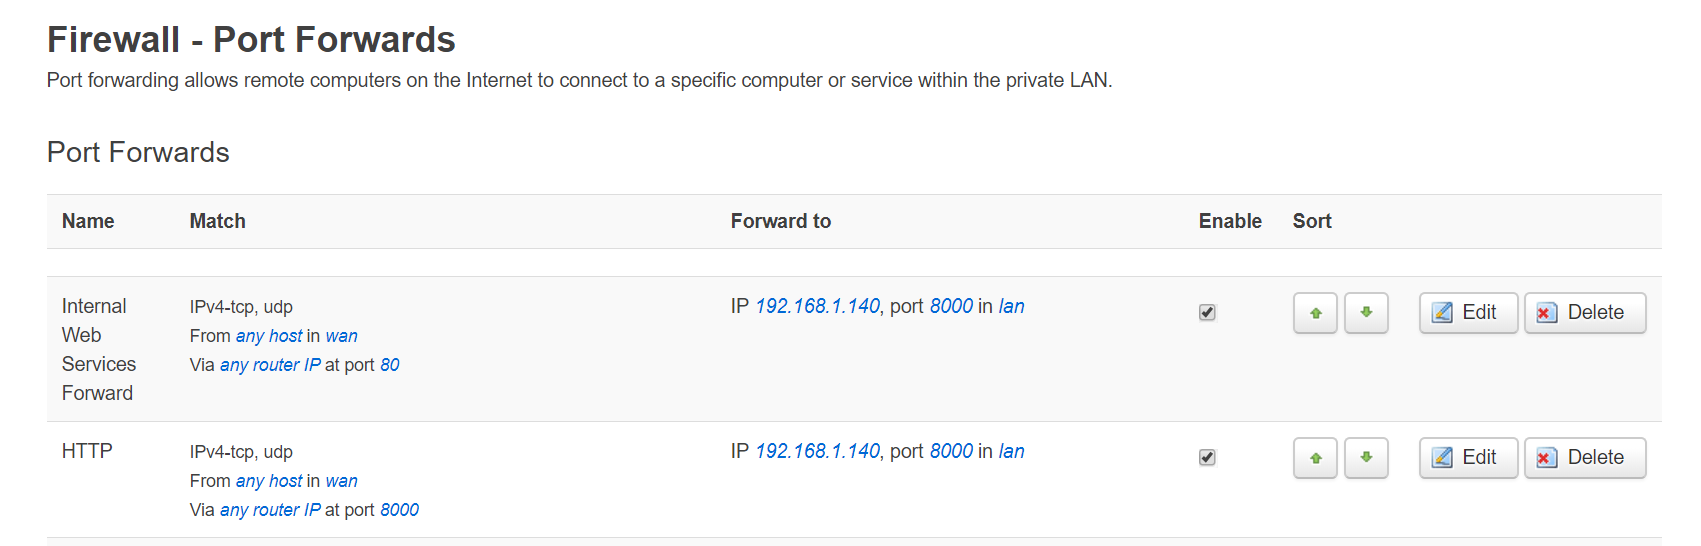 Firewall - Port Forwards
Port forwarding allows remote computers on the Internet to connect to a specific computer or service within the private LAN.
Port Forwards
Name Match Forward to Enable Sort
Internal Web Services Forward
IPv4-tcp, udp
From any host in wan
Via any router IP at port 80
IP 192.168.1.140, port 8000 in lan
Edit Delete
HTTP
IPv4-tcp, udp
From any host in wan
Via any router IP at port 8000
IP 192.168.1.140, port 8000 in lan
Edit Delete